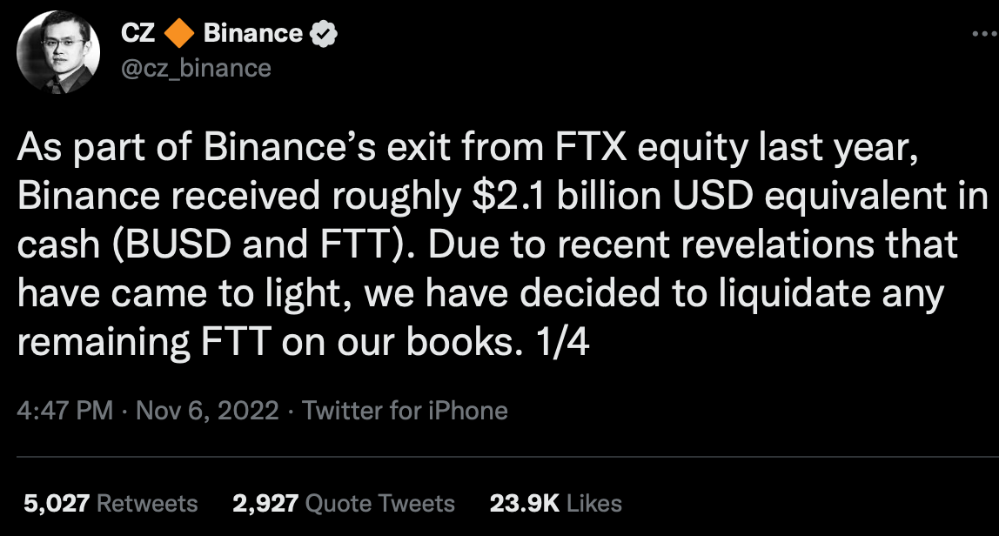 CZ 🔶 Binance
@cz_binance
As part of Binance’s exit from FTX equity last year,
Binance received roughly $2.1 billion USD equivalent in
cash (BUSD and FTT). Due to recent revelations that
have came to light, we have decided to liquidate any
remaining FTT on our books. 1/4
4:47 PM · Nov 6, 2022 · Twitter for iPhone
5,027 Retweets 2,927 Quote Tweets 23.9K Likes